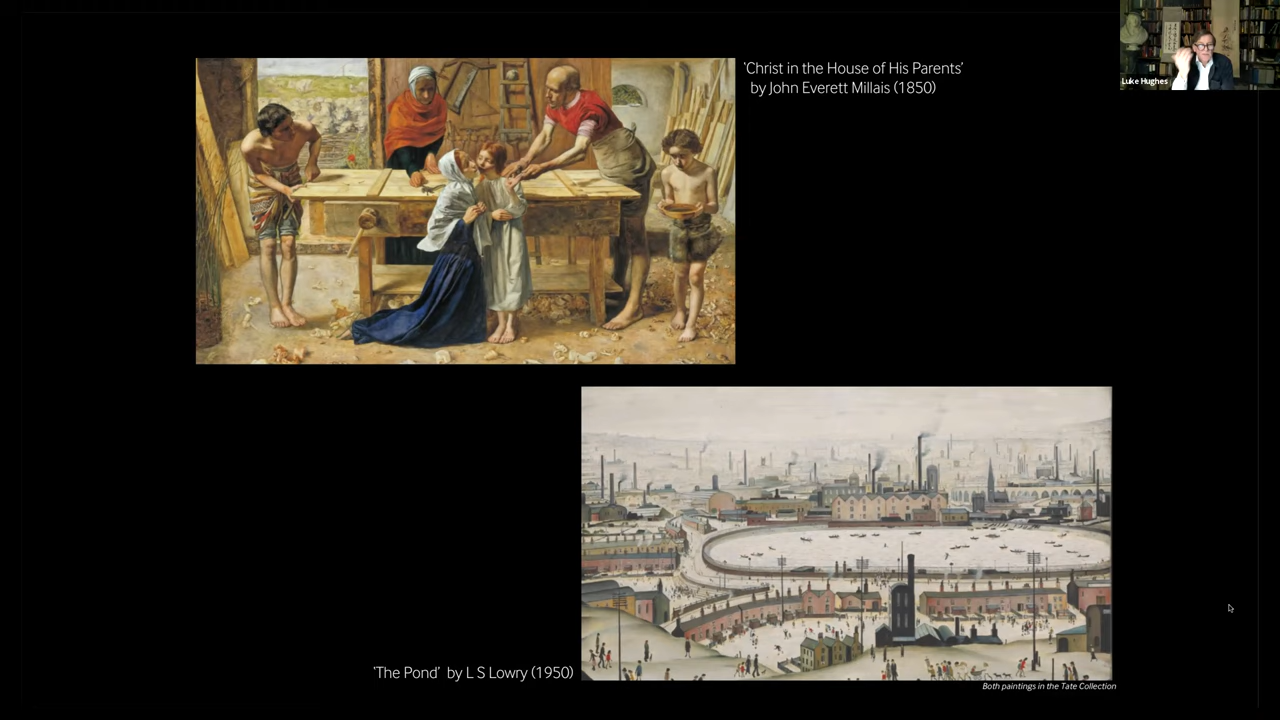 Luke Hughes
‘Christ in the House of His Parents’
by John Everett Millais (1850)
‘The Pond’ by L S Lowry (1950)
Both paintings in the Tate Collection